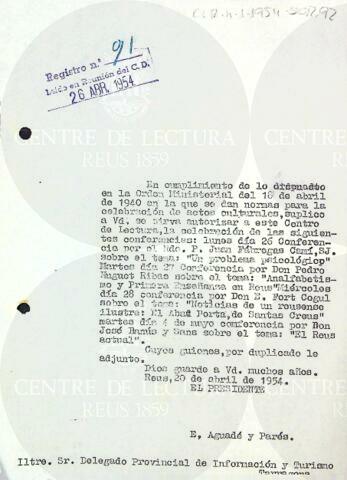 C.L.R.-4-1-1954-
Registro n.º 91
Leído en Reunión del C.D.
26 ABR. 1954
CENTRE DE LECTURA
REUS 1859
En cumplimiento de lo dispuesto
en la Orden Ministerial del 18 de abril
de 1940 en la que se dan normas para la
celebración de actos culturales, suplico
a Vd. se sirva autorizar a este Centro
de Lectura, la celebración de las siguien-
tes conferencias: lunes día 26 Conferen-
cia por el Rdo. P. Juan Fábregas Camí, SJ.
sobre el tema: "Un problema psicológico"
Martes día 27 Conferencia por Don Pedro
Huguet Ribas sobre el tema: "Analfabetis-
mo y Primera Enseñanza en Reus" Miércoles
día 28 conferencia por Don E. Fort Cogul
sobre el tema: "Noticias de un reusense
ilustre: El Abad Porta, de Santas Creus"
martes día 4 de mayo conferencia por Don
José Banús y Sans sobre el tema: "El Reus
actual".
Cuyos guiones, por duplicado le
adjunto.
Dios guarde a Vd. muchos años.
Reus, 20 de abril de 1954.
EL PRESIDENTE
CENTRE DE LECTURA
REUS 1859
E, Aguadé y Parés.
Iltre. Sr. Delegado Provincial de Información y Turismo
Tarragona